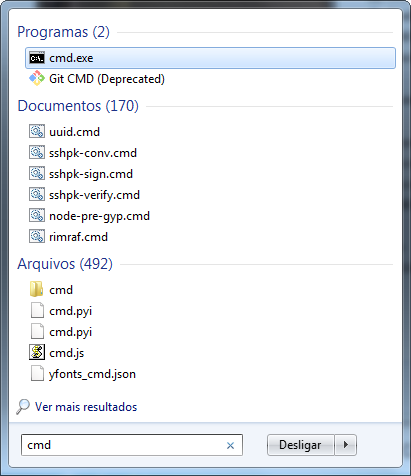 Programas (2)
cmd.exe
Git CMD (Deprecated)
Documentos (170)
uuid.cmd
sshpk-conv.cmd
sshpk-sign.cmd
sshpk-verify.cmd
node-pre-gyp.cmd
rimraf.cmd
Arquivos (492)
cmd
cmd.pyi
cmd.pyi
cmd.js
yfonts_cmd.json
Ver mais resultados
cmd
Desligar